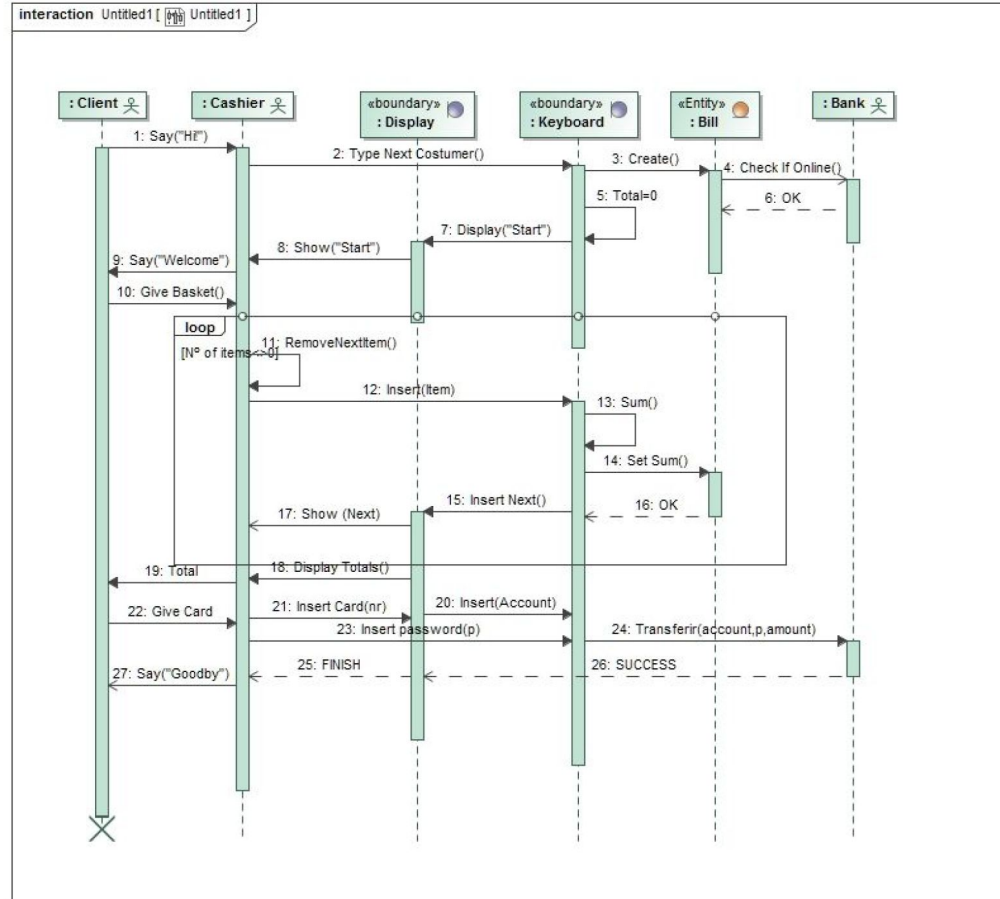 interaction Untitled1 [ Untitled1 ]
: Client
: Cashier
«boundary»
: Display
«boundary»
: Keyboard
«Entity»
: Bill
: Bank
1: Say("Hi!")
2: Type Next Costumer()
3: Create()
4: Check If Online()
5: Total=0
6: OK
7: Display("Start")
8: Show("Start")
9: Say("Welcome")
10: Give Basket()
loop
[Nº of items<>0]
11: RemoveNextItem()
12: Insert(Item)
13: Sum()
14: Set Sum()
15: Insert Next()
16: OK
17: Show (Next)
18: Display Totals()
19: Total
20: Insert(Account)
21: Insert Card(nr)
22: Give Card
23: Insert password(p)
24: Transferir(account,p,amount)
25: FINISH
26: SUCCESS
27: Say("Goodby")